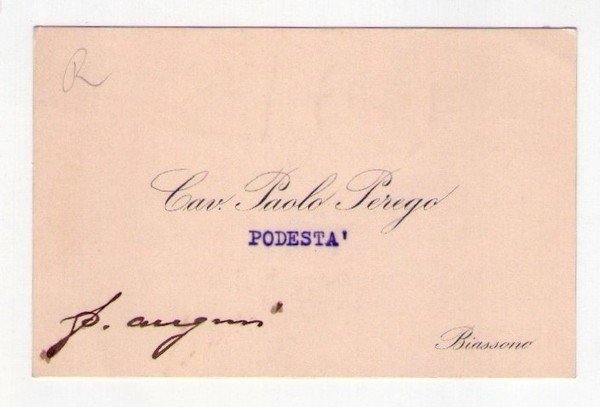 R
Cav. Paolo Perego
PODESTA'
p. auguri
Biassono